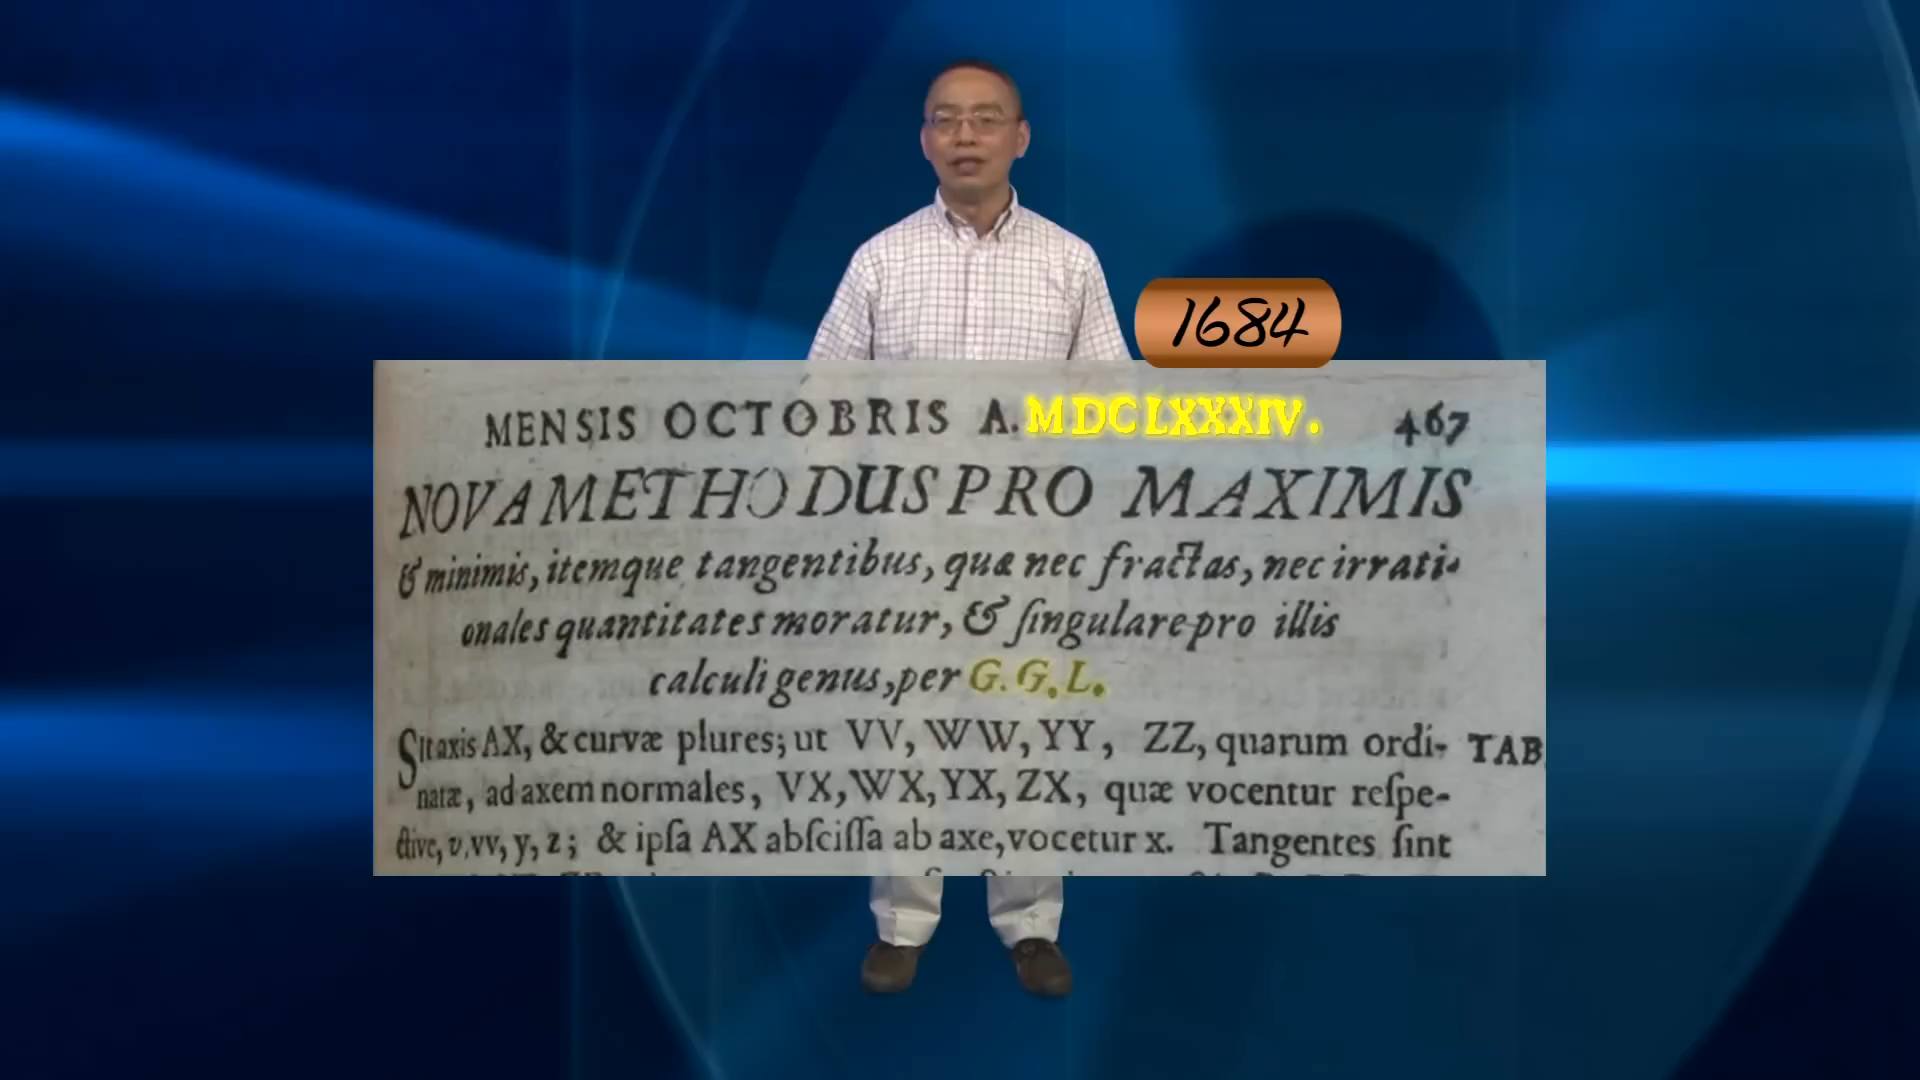 1684
MENSIS OCTOBRIS A. MDCLXXXIV. 467
NOVA METHODUS PRO MAXIMIS
& minimis, itemque tangentibus, quæ nec fractas, nec irrati-
onales quantitates moratur, & ſingulare pro illis
calculi genus, per G. G. L.
Sit axis AX, & curvæ plures; ut VV, WW, YY, ZZ, quarum ordi- TAB
natæ, ad axem normales, VX, WX, YX, ZX, quæ vocentur reſpe-
ctive, v, vv, y, z; & ipſa AX abſciſſa ab axe, vocetur x. Tangentes ſint